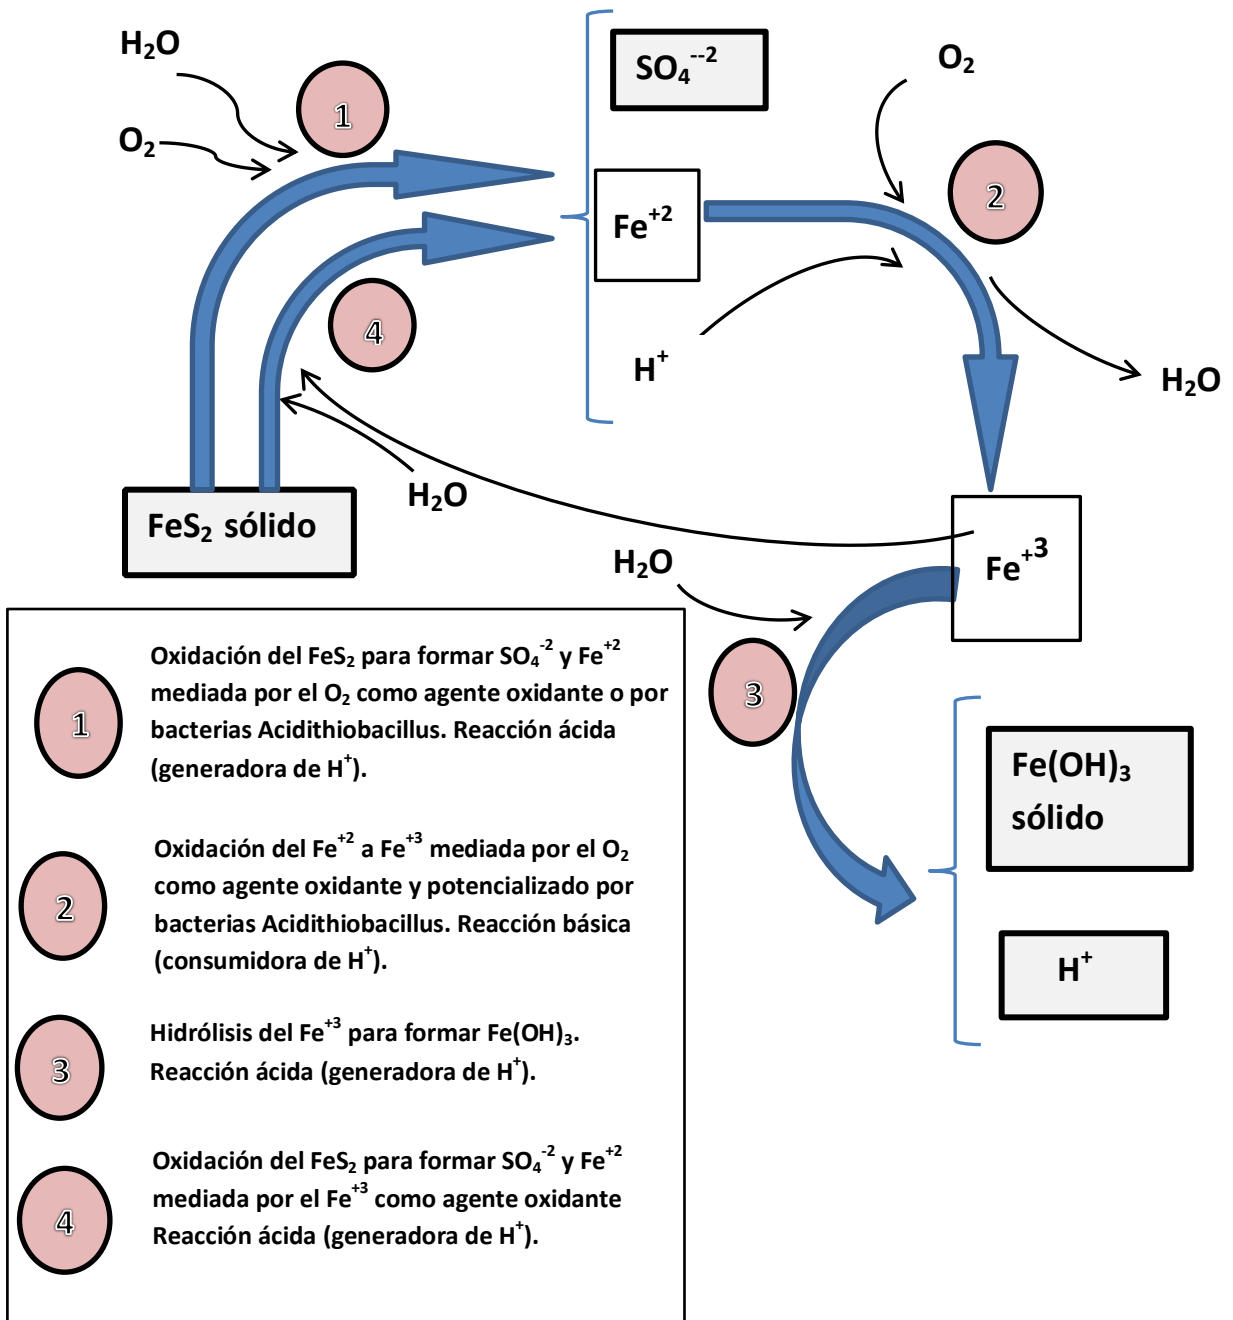 H₂O
O₂
1
SO₄⁻⁻²
O₂
2
Fe⁺²
4
H⁺
H₂O
FeS₂ sólido
H₂O
H₂O
Fe⁺³
3
Fe(OH)₃
sólido
H⁺
1
Oxidación del FeS₂ para formar SO₄⁻² y Fe⁺²
mediada por el O₂ como agente oxidante o por
bacterias Acidithiobacillus. Reacción ácida
(generadora de H⁺).
2
Oxidación del Fe⁺² a Fe⁺³ mediada por el O₂
como agente oxidante y potencializado por
bacterias Acidithiobacillus. Reacción básica
(consumidora de H⁺).
3
Hidrólisis del Fe⁺³ para formar Fe(OH)₃.
Reacción ácida (generadora de H⁺).
4
Oxidación del FeS₂ para formar SO₄⁻² y Fe⁺²
mediada por el Fe⁺³ como agente oxidante
Reacción ácida (generadora de H⁺).